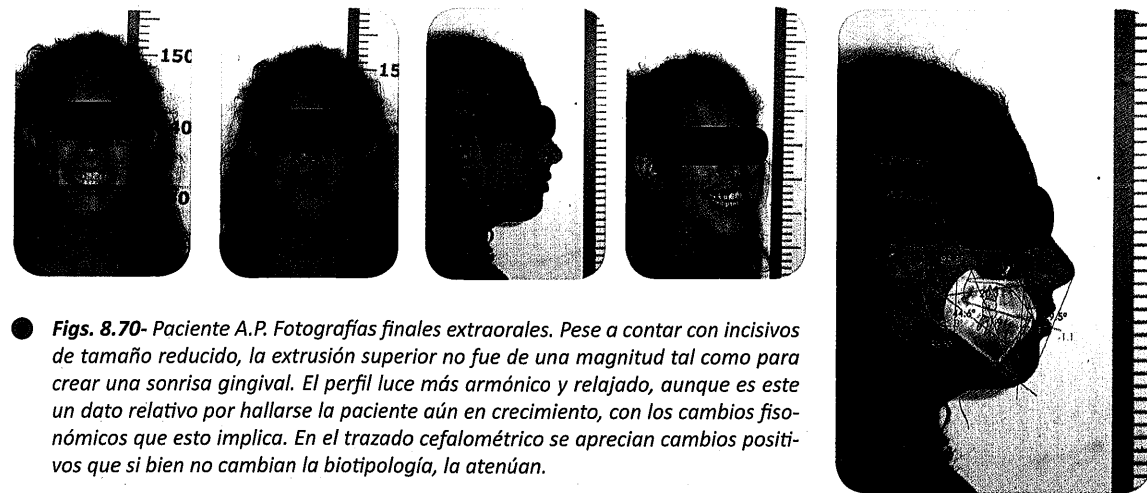 150
40
0
15
5°
-1.1
Figs. 8.70- Paciente A.P. Fotografías finales extraorales. Pese a contar con incisivos
de tamaño reducido, la extrusión superior no fue de una magnitud tal como para
crear una sonrisa gingival. El perfil luce más armónico y relajado, aunque es este
un dato relativo por hallarse la paciente aún en crecimiento, con los cambios fiso-
nómicos que esto implica. En el trazado cefalométrico se aprecian cambios positi-
vos que si bien no cambian la biotipología, la atenúan.